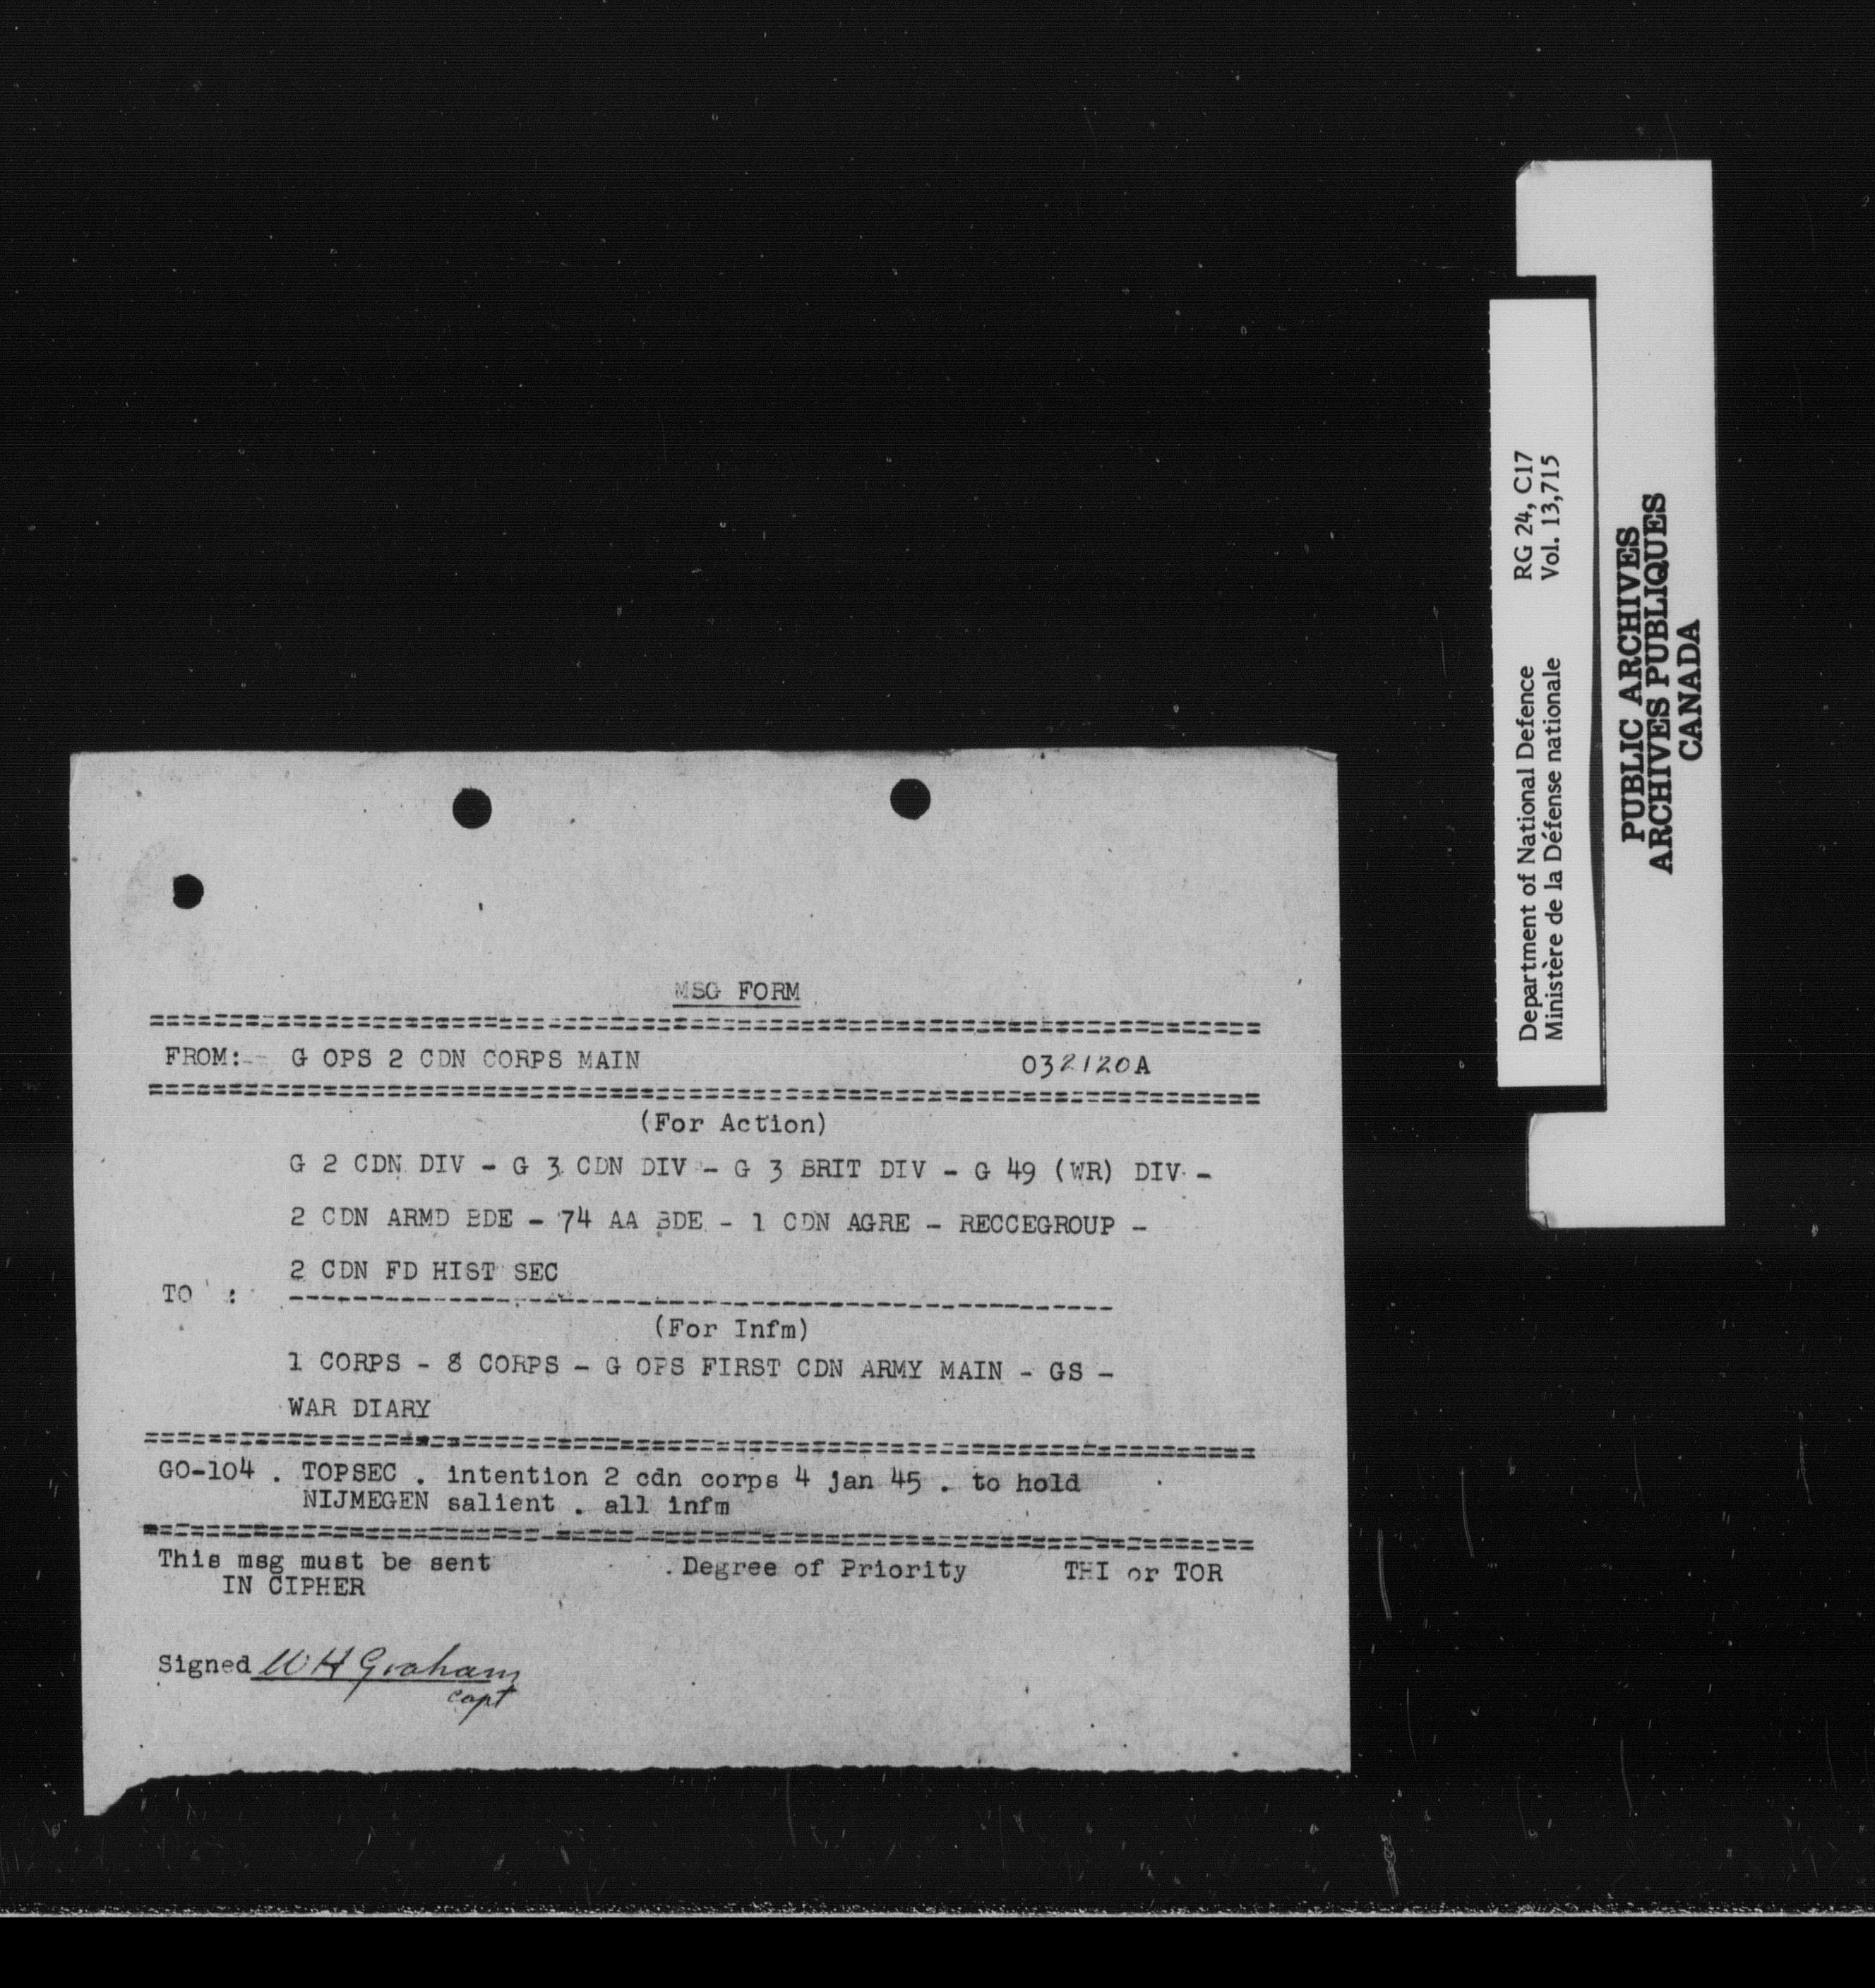 MSG FORM
==========
FROM:- G OPS 2 CDN CORPS MAIN 032120A
==========
(For Action)
G 2 CDN DIV - G 3 CDN DIV - G 3 BRIT DIV - G 49 (WR) DIV -
2 CDN ARMD BDE - 74 AA BDE - 1 CDN AGRE - RECCEGROUP -
2 CDN FD HIST SEC
TO :
----------
(For Infm)
1 CORPS - 8 CORPS - G OPS FIRST CDN ARMY MAIN - GS -
WAR DIARY
==========
GO-104 . TOPSEC . intention 2 cdn corps 4 jan 45 . to hold
NIJMEGEN salient . all infm
==========
This msg must be sent Degree of Priority THI or TOR
IN CIPHER
Signed W H Graham
capt
Department of National Defence RG 24, C17
Ministère de la Défense nationale Vol. 13,715
PUBLIC ARCHIVES
ARCHIVES PUBLIQUES
CANADA